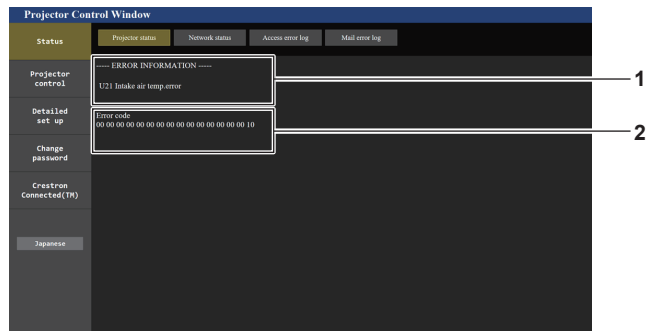 Projector Control Window
Status
Projector status
Network status
Access error log
Mail error log
----- ERROR INFORMATION -----
U21 Intake air temp.error
1
Projector
control
Error code
00 00 00 00 00 00 00 00 00 00 00 00 00 00 00 10
2
Detailed
set up
Change
password
Crestron
Connected(TM)
Japanese